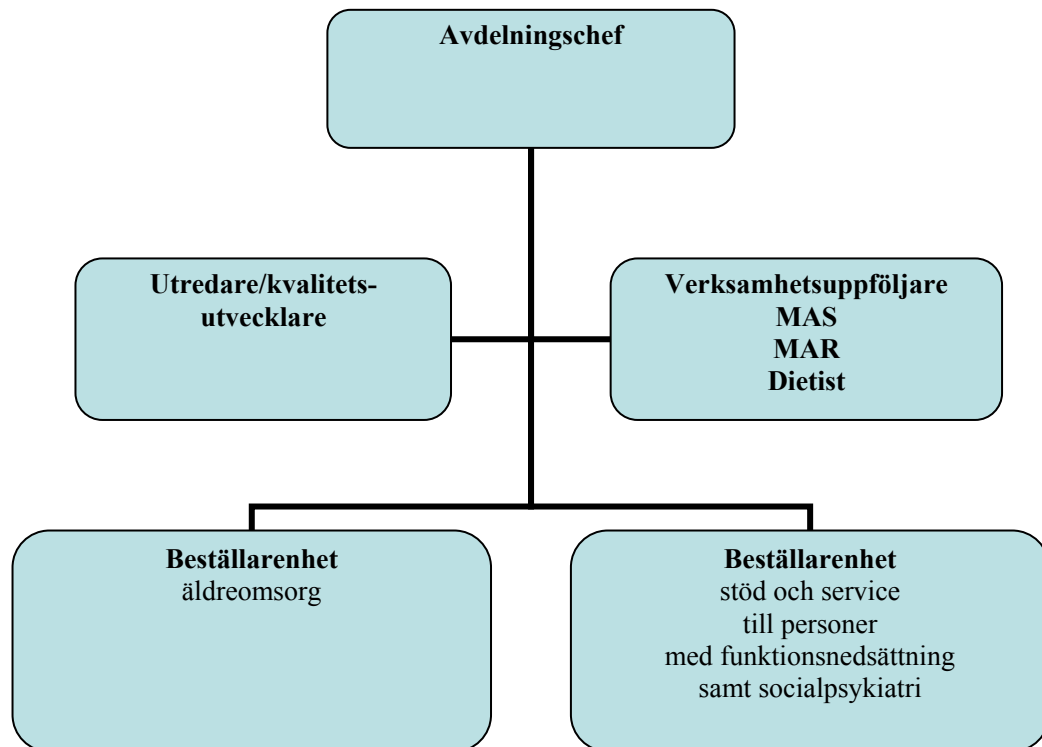 Avdelningschef
Utredare/kvalitets-
utvecklare
Verksamhetsuppföljare
MAS
MAR
Dietist
Beställarenhet
äldreomsorg
Beställarenhet
stöd och service
till personer
med funktionsnedsättning
samt socialpsykiatri